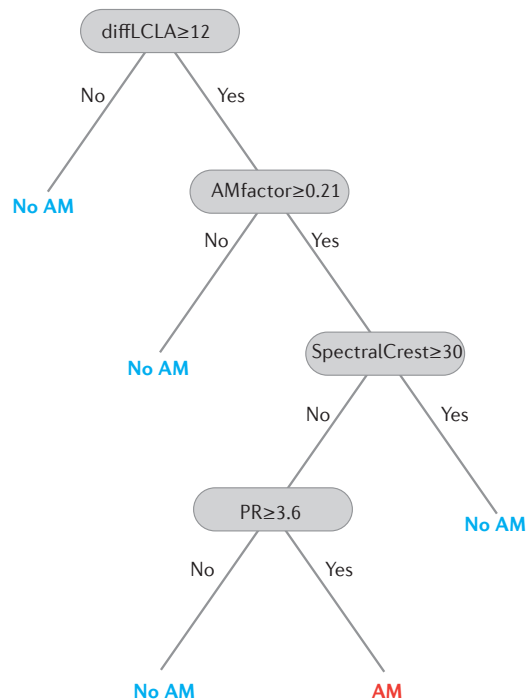 diffLCLA≥12
No
Yes
No AM
AMfactor≥0.21
No
Yes
No AM
SpectralCrest≥30
No
Yes
PR≥3.6
No AM
No
Yes
No AM
AM